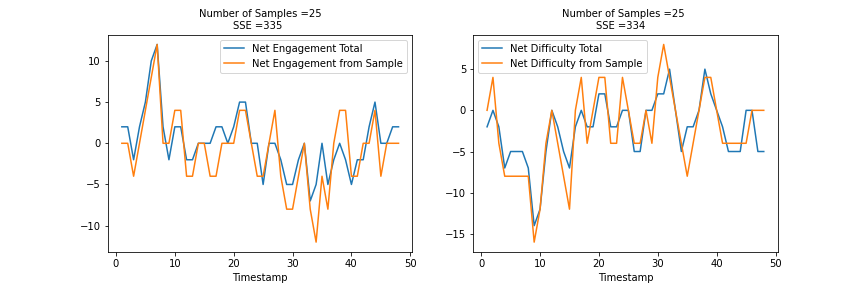 Number of Samples =25
SSE =335
Net Engagement Total
Net Engagement from Sample
10
5
0
−5
−10
0
10
20
30
40
50
Timestamp
Number of Samples =25
SSE =334
Net Difficulty Total
Net Difficulty from Sample
5
0
−5
−10
−15
0
10
20
30
40
50
Timestamp